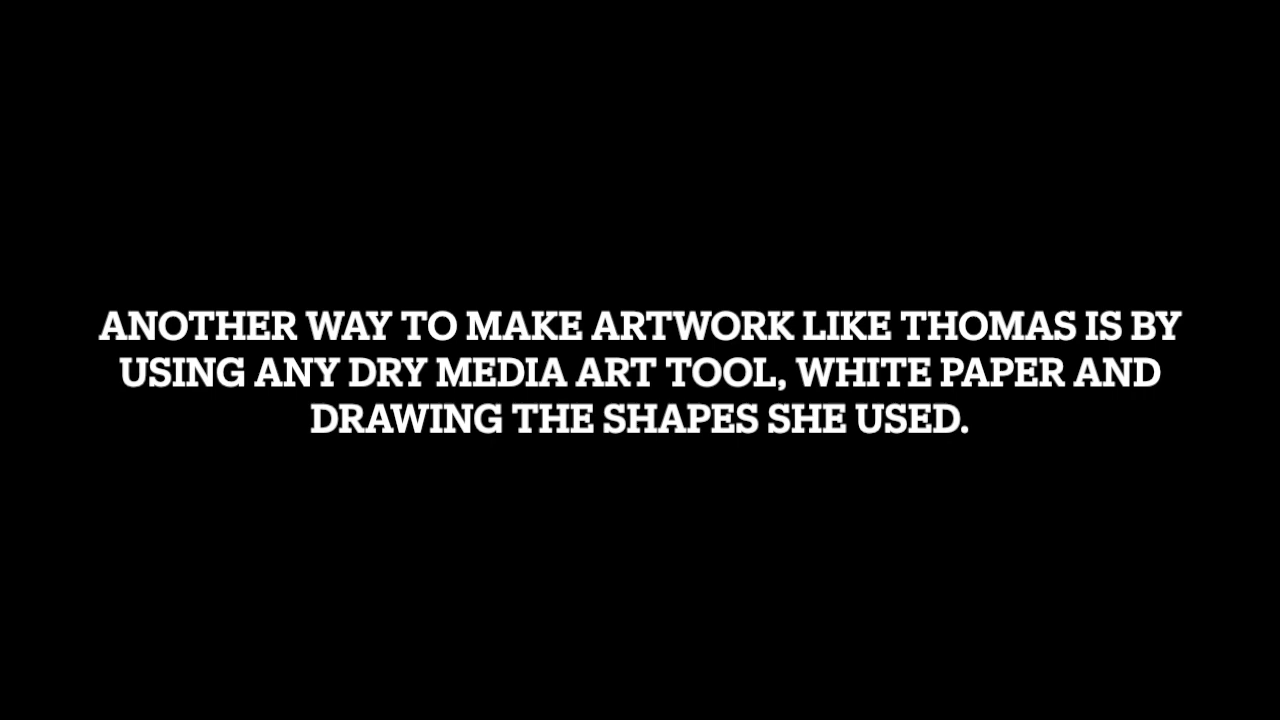 ANOTHER WAY TO MAKE ARTWORK LIKE THOMAS IS BY
USING ANY DRY MEDIA ART TOOL, WHITE PAPER AND
DRAWING THE SHAPES SHE USED.